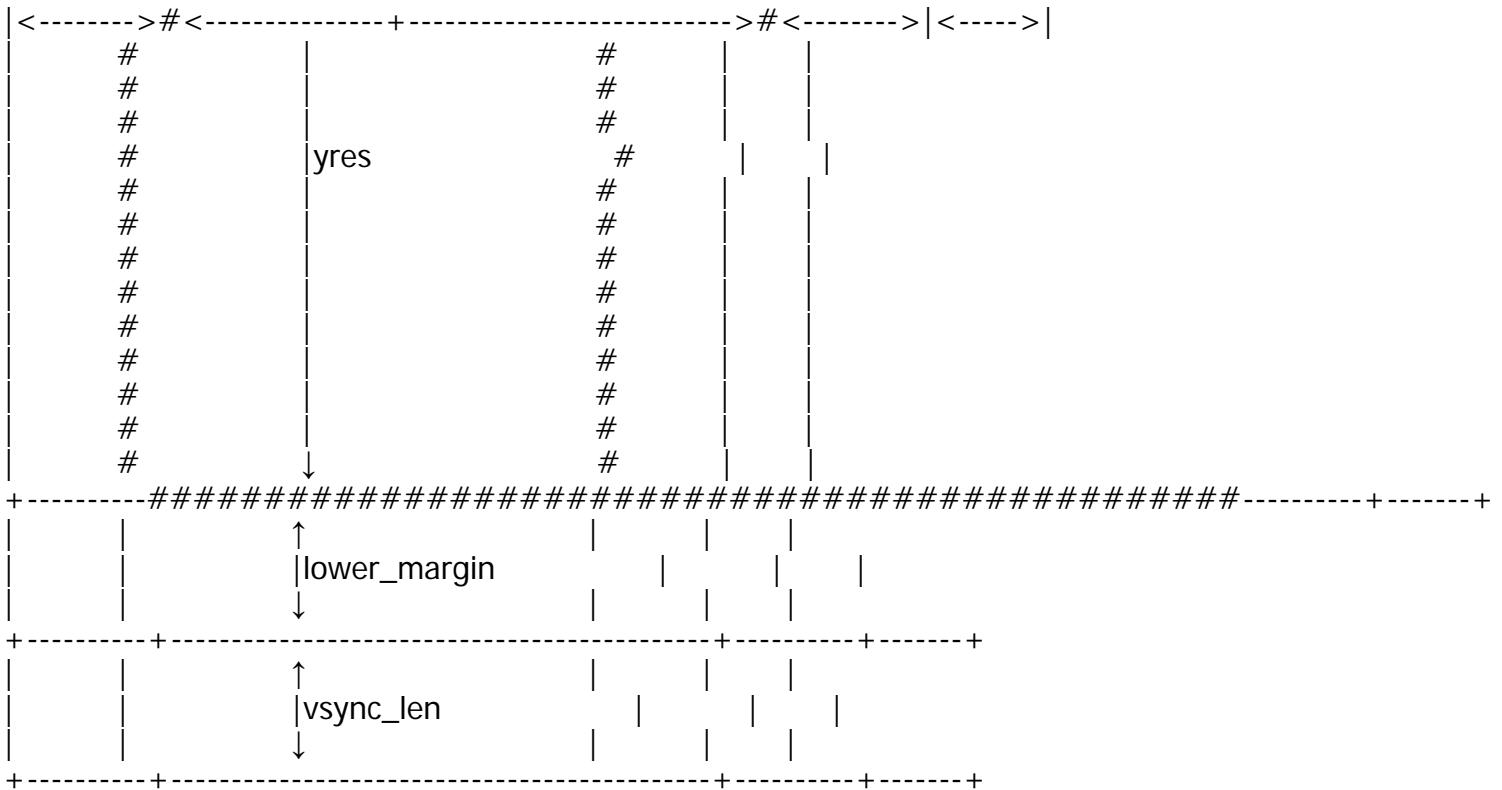 |<-------->#<---------------+--------------------------->#<-------->|<----->|
| # | # | |
| # | # | |
| # | # | |
| # |yres # | |
| # | # | |
| # | # | |
| # | # | |
| # | # | |
| # | # | |
| # | # | |
| # | # | |
| # | # | |
| # ↓ # | |
+----------###############################################----------+-------+
| | ↑ | | |
| | |lower_margin | | |
| | ↓ | | |
+----------+---------------------------------------------+----------+-------+
| | ↑ | | |
| | |vsync_len | | |
| | ↓ | | |
+----------+---------------------------------------------+----------+-------+